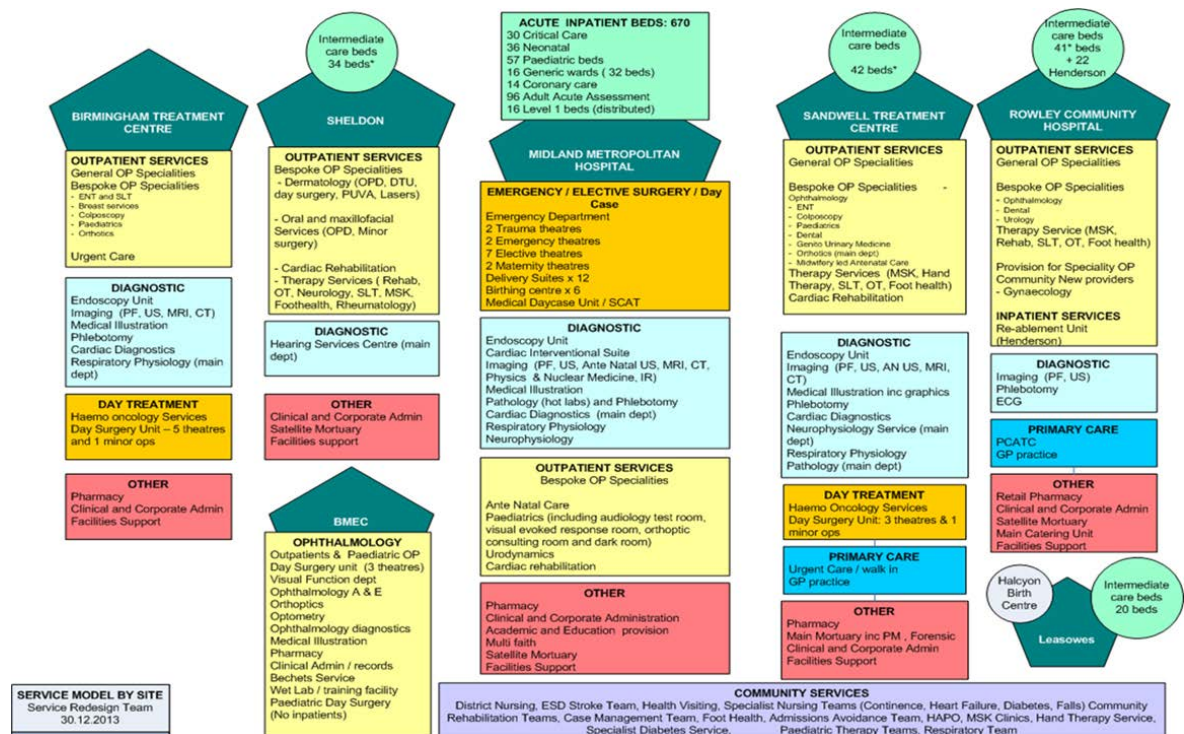 BIRMINGHAM TREATMENT
CENTRE
OUTPATIENT SERVICES
General OP Specialities
Bespoke OP Specialities
- ENT and SLT
- Breast services
- Colposcopy
- Paediatrics
- Orthotics
Urgent Care
DIAGNOSTIC
Endoscopy Unit
Imaging (PF, US, MRI, CT)
Medical Illustration
Phlebotomy
Cardiac Diagnostics
Respiratory Physiology (main
dept)
DAY TREATMENT
Haemo oncology Services
Day Surgery Unit – 5 theatres
and 1 minor ops
OTHER
Pharmacy
Clinical and Corporate Admin
Facilities Support
SERVICE MODEL BY SITE
Service Redesign Team
30.12.2013
Intermediate
care beds
34 beds*
SHELDON
OUTPATIENT SERVICES
Bespoke OP Specialities
- Dermatology (OPD, DTU,
day surgery, PUVA, Lasers)
- Oral and maxillofacial
Services (OPD, Minor
surgery)
- Cardiac Rehabilitation
- Therapy Services ( Rehab,
OT, Neurology, SLT, MSK,
Foothealth, Rheumatology)
DIAGNOSTIC
Hearing Services Centre (main
dept)
OTHER
Clinical and Corporate Admin
Satellite Mortuary
Facilities support
BMEC
OPHTHALMOLOGY
Outpatients & Paediatric OP
Day Surgery unit (3 theatres)
Visual Function dept
Ophthalmology A & E
Orthoptics
Optometry
Ophthalmology diagnostics
Medical Illustration
Pharmacy
Clinical Admin / records
Bechets Service
Wet Lab / training facility
Paediatric Day Surgery
(No inpatients)
ACUTE INPATIENT BEDS: 670
30 Critical Care
36 Neonatal
57 Paediatric beds
16 Generic wards ( 32 beds)
14 Coronary care
96 Adult Acute Assessment
16 Level 1 beds (distributed)
MIDLAND METROPOLITAN
HOSPITAL
EMERGENCY / ELECTIVE SURGERY / Day
Case
Emergency Department
2 Trauma theatres
2 Emergency theatres
7 Elective theatres
2 Maternity theatres
Delivery Suites x 12
Birthing centre x 6
Medical Daycase Unit / SCAT
DIAGNOSTIC
Endoscopy Unit
Cardiac Interventional Suite
Imaging (PF, US, Ante Natal US, MRI, CT,
Physics & Nuclear Medicine, IR)
Medical Illustration
Pathology (hot labs) and Phlebotomy
Cardiac Diagnostics (main dept)
Respiratory Physiology
Neurophysiology
OUTPATIENT SERVICES
Bespoke OP Specialities
Ante Natal Care
Paediatrics (including audiology test room,
visual evoked response room, orthoptic
consulting room and dark room)
Urodynamics
Cardiac rehabilitation
OTHER
Pharmacy
Clinical and Corporate Administration
Academic and Education provision
Multi faith
Satellite Mortuary
Facilities Support
Intermediate
care beds
42 beds*
SANDWELL TREATMENT
CENTRE
OUTPATIENT SERVICES
General OP Specialities
Bespoke OP Specialities -
Ophthalmology
- ENT
- Colposcopy
- Paediatrics
- Dental
- Genito Urinary Medicine
- Orthotics (main dept)
- Midwifery led Antenatal Care
Therapy Services (MSK, Hand
Therapy, SLT, OT, Foot health)
Cardiac Rehabilitation
DIAGNOSTIC
Endoscopy Unit
Imaging (PF, US, AN US, MRI,
CT)
Medical Illustration inc graphics
Phlebotomy
Cardiac Diagnostics
Neurophysiology Service (main
dept)
Respiratory Physiology
Pathology (main dept)
DAY TREATMENT
Haemo Oncology Services
Day Surgery Unit: 3 theatres & 1
minor ops
PRIMARY CARE
Urgent Care / walk in
GP practice
OTHER
Pharmacy
Main Mortuary inc PM , Forensic
Clinical and Corporate Admin
Facilities Support
Intermediate
care beds
41* beds
+ 22
Henderson
ROWLEY COMMUNITY
HOSPITAL
OUTPATIENT SERVICES
General OP Specialities
Bespoke OP Specialities
- Ophthalmology
- Dental
- Urology
Therapy Service (MSK,
Rehab, SLT, OT, Foot health)
Provision for Speciality OP
Community New providers
- Gynaecology
INPATIENT SERVICES
Re-ablement Unit
(Henderson)
DIAGNOSTIC
Imaging (PF, US)
Phlebotomy
ECG
PRIMARY CARE
PCATC
GP practice
OTHER
Retail Pharmacy
Clinical and Corporate Admin
Satellite Mortuary
Main Catering Unit
Facilities Support
Halcyon
Birth
Centre
Intermediate
care beds
20 beds
Leasowes
COMMUNITY SERVICES
District Nursing, ESD Stroke Team, Health Visiting, Specialist Nursing Teams (Continence, Heart Failure, Diabetes, Falls) Community
Rehabilitation Teams, Case Management Team, Foot Health, Admissions Avoidance Team, HAPO, MSK Clinics, Hand Therapy Service,
Specialist Diabetes Service, Paediatric Therapy Teams, Respiratory Team